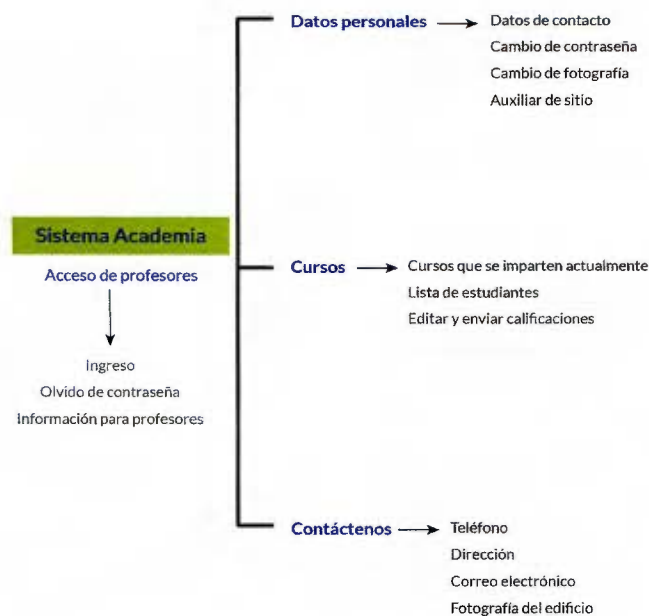 Datos personales
Datos de contacto
Cambio de contraseña
Cambio de fotografía
Auxiliar de sitio
Sistema Academia
Acceso de profesores
Ingreso
Olvido de contraseña
Información para profesores
Cursos
Cursos que se imparten actualmente
Lista de estudiantes
Editar y enviar calificaciones
Contáctenos
Teléfono
Dirección
Correo electrónico
Fotografía del edificio